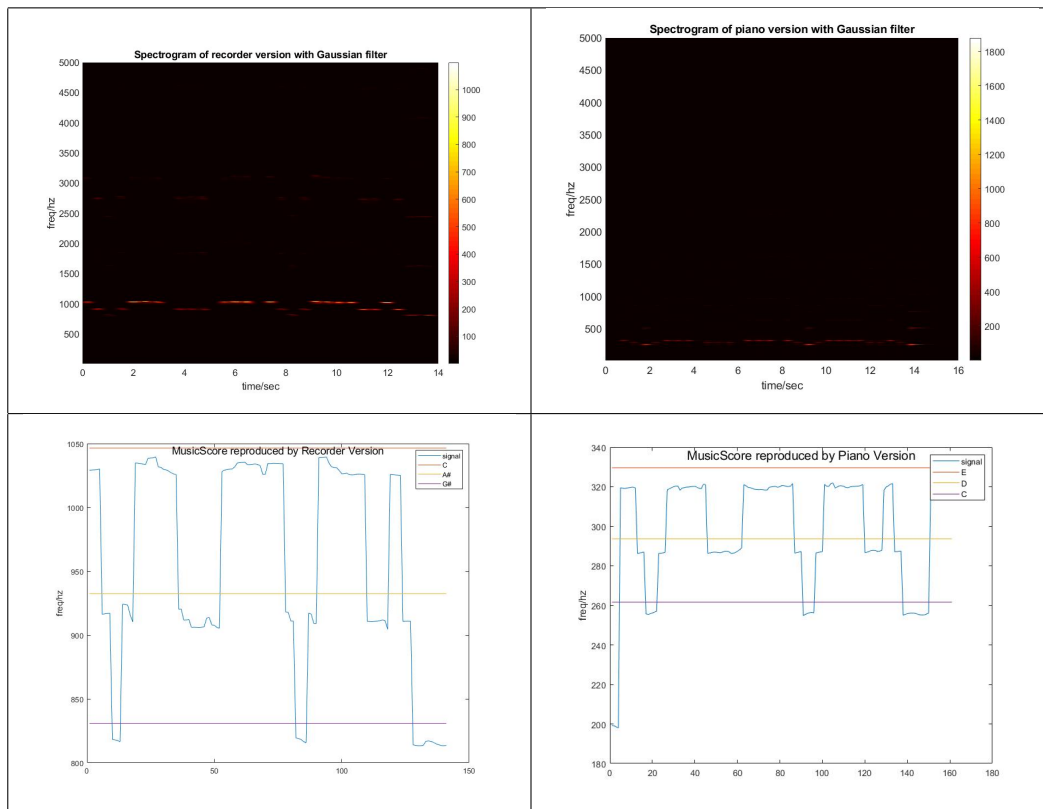 Spectrogram of recorder version with Gaussian filter
5000
4500
4000
3500
3000
2500
2000
1500
1000
500
freq/hz
0 2 4 6 8 10 12 14
time/sec
1000
900
800
700
600
500
400
300
200
100
Spectrogram of piano version with Gaussian filter
5000
4500
4000
3500
3000
2500
2000
1500
1000
500
freq/hz
0 2 4 6 8 10 12 14 16
time/sec
1800
1600
1400
1200
1000
800
600
400
200
MusicScore reproduced by Recorder Version
signal
C
A#
G#
1050
1000
950
900
850
800
freq/hz
0 50 100 150
MusicScore reproduced by Piano Version
signal
E
D
C
340
320
300
280
260
240
220
200
180
freq/hz
0 20 40 60 80 100 120 140 160 180